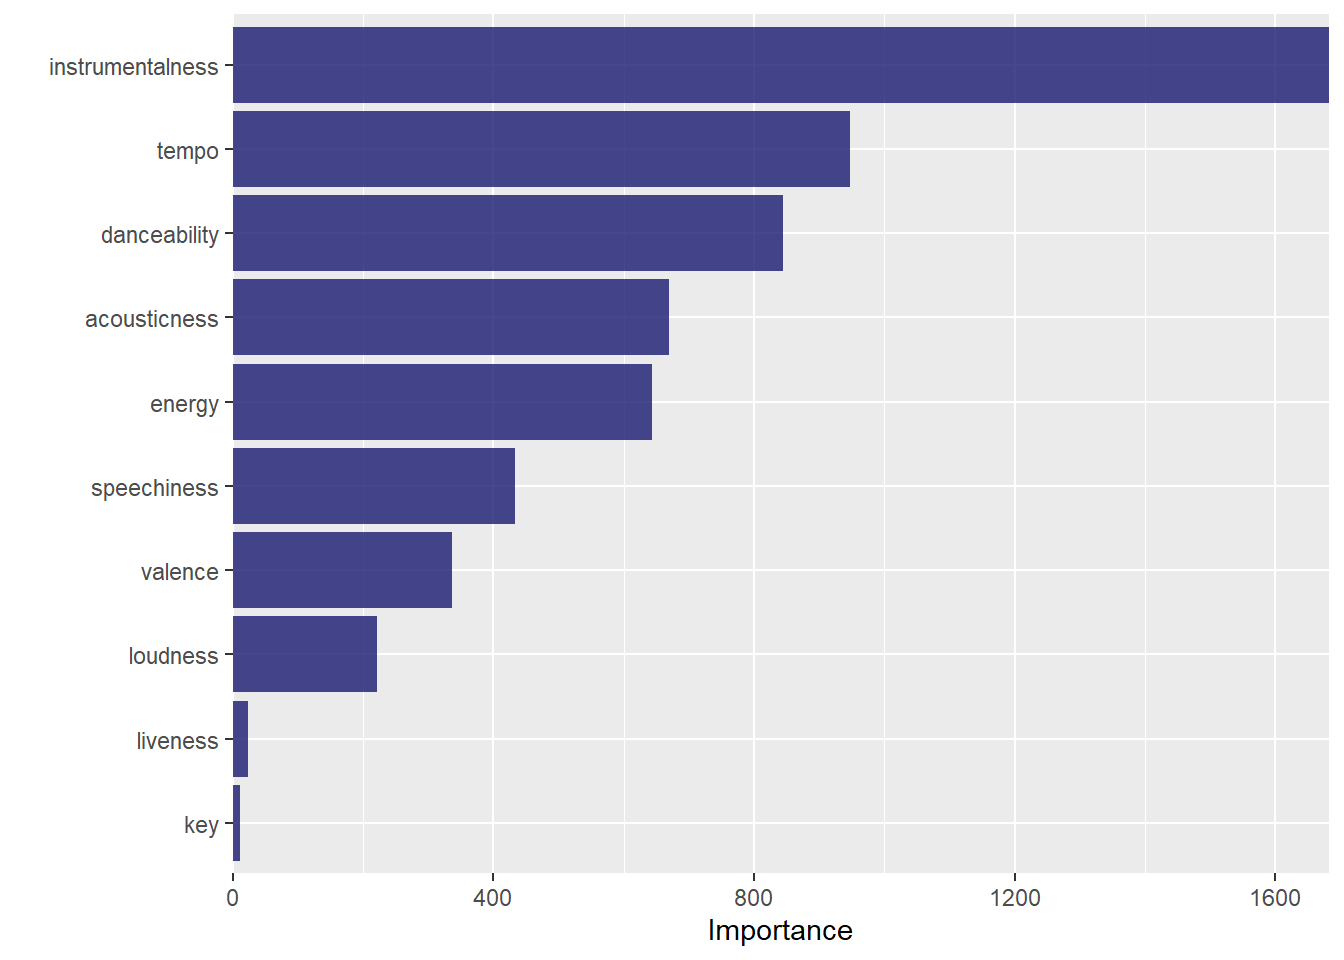 instrumentalness
tempo
danceability
acousticness
energy
speechiness
valence
loudness
liveness
key
0 400 800 1200 1600
Importance